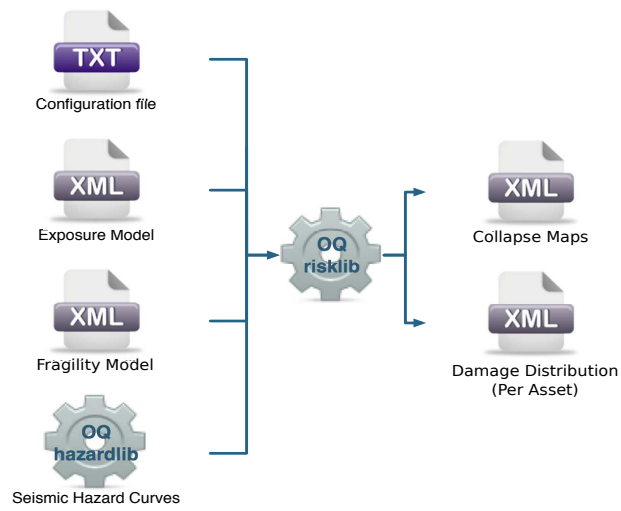 TXT
Configuration file
XML
Exposure Model
XML
Fragility Model
OQ
hazardlib
Seismic Hazard Curves
OQ
risklib
XML
Collapse Maps
XML
Damage Distribution
(Per Asset)